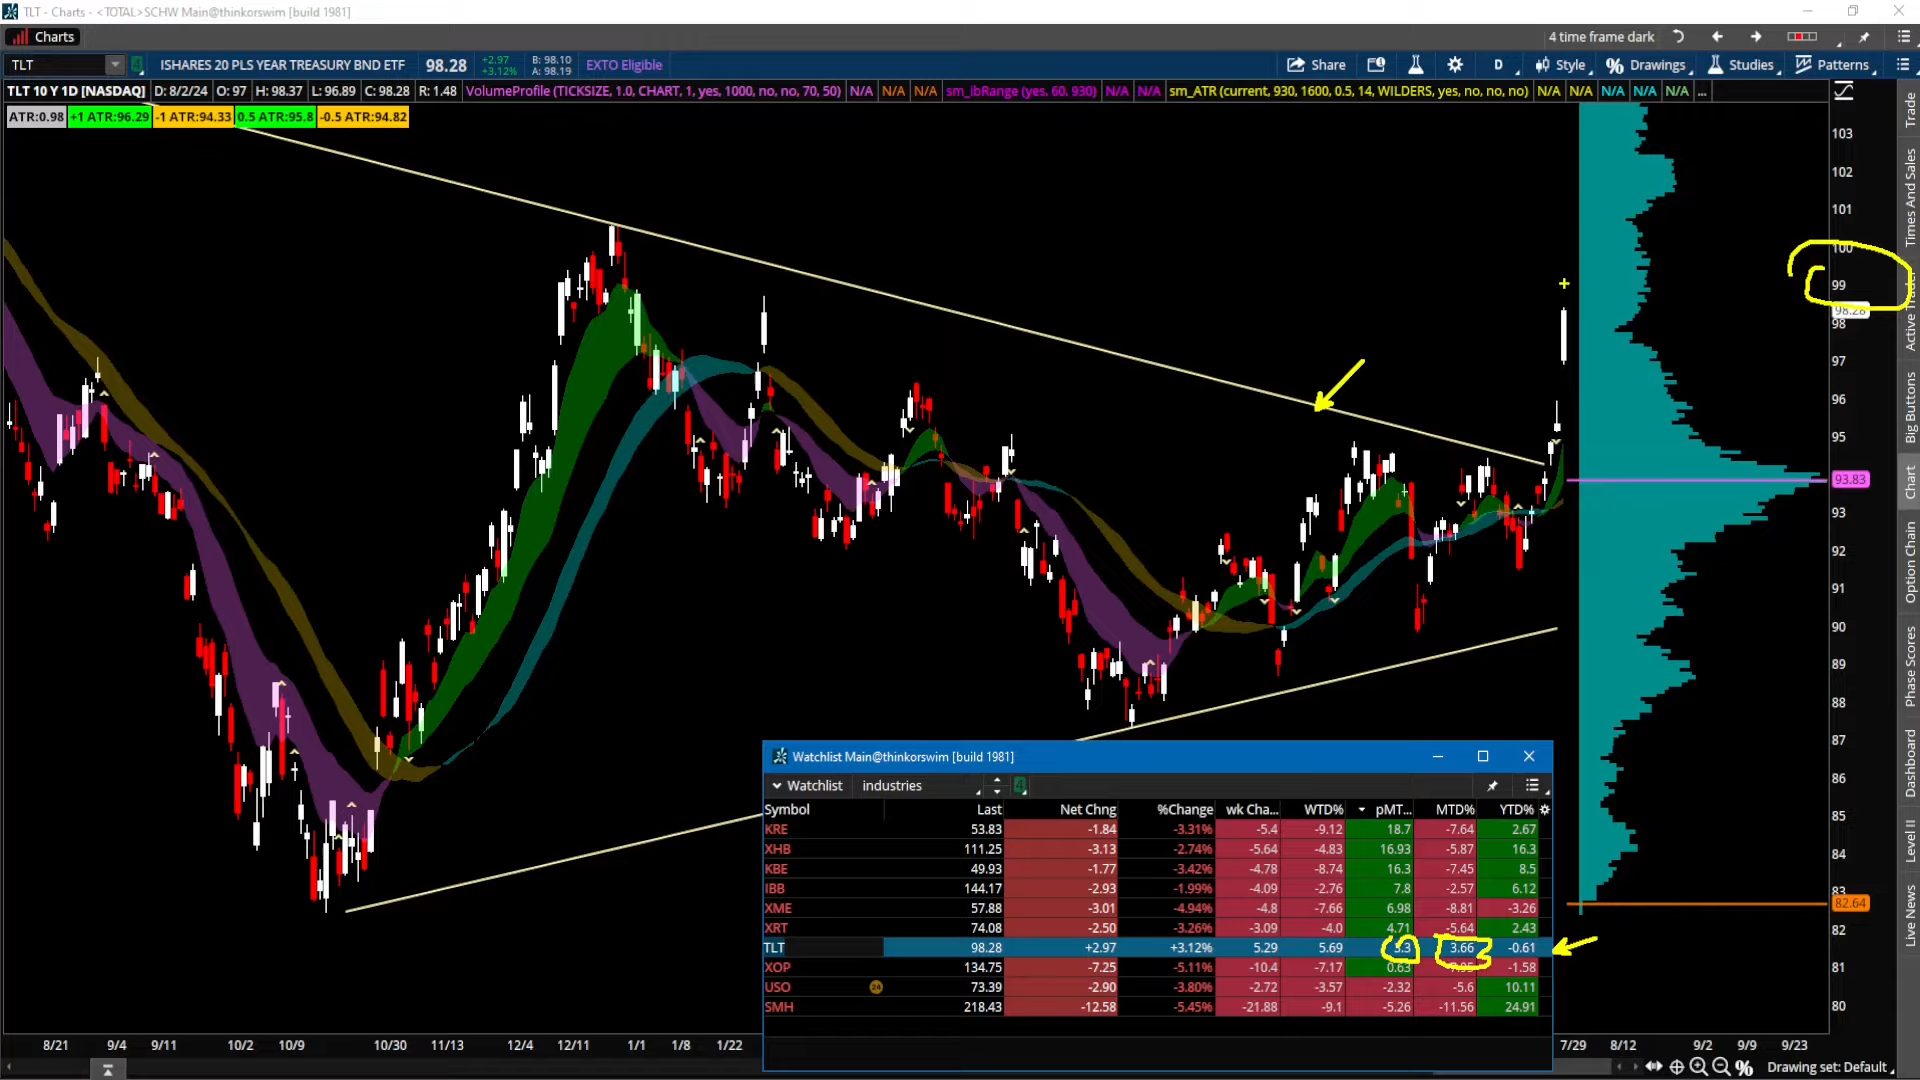 TLT - Charts - <TOTAL>SCHW Main@thinkorswim [build 1981]
Charts 4 time frame dark
TLT ISHARES 20 PLS YEAR TREASURY BND ETF 98.28 +2.97 +3.12% B: 98.10 A: 98.19 EXTO Eligible Share D Style % Drawings Studies Patterns
TLT 10 Y 1D [NASDAQ] D: 8/2/24 O: 97 H: 98.37 L: 96.89 C: 98.28 R: 1.48 VolumeProfile (TICKSIZE, 1.0, CHART, 1, yes, 1000, no, no, 70, 50) N/A N/A N/A sm_ibRange (yes, 60, 930) N/A N/A sm_ATR (current, 930, 1600, 0.5, 14, WILDERS, yes, no, no, no) N/A N/A N/A N/A N/A ...
ATR:0.98 +1 ATR:96.29 -1 ATR:94.33 0.5 ATR:95.8 -0.5 ATR:94.82
103
102
101
100
99
98.28
98
97
96
95
93.83
93
92
91
90
89
88
87
86
85
84
83
82.64
82
81
80
Trade
Times And Sales
Active Trader
Big Buttons
Chart
Option Chain
Phase Scores
Dashboard
Level II
Live News
Watchlist Main@thinkorswim [build 1981]
Watchlist industries
Symbol Last Net Chng %Change wk Cha... WTD% pMT... MTD% YTD%
KRE 53.83 -1.84 -3.31% -5.4 -9.12 18.7 -7.64 2.67
XHB 111.25 -3.13 -2.74% -5.64 -4.83 16.93 -5.87 16.3
KBE 49.93 -1.77 -3.42% -4.78 -8.74 16.3 -7.45 8.5
IBB 144.17 -2.93 -1.99% -4.09 -2.76 7.8 -2.57 6.12
XME 57.88 -3.01 -4.94% -4.8 -7.66 6.98 -8.81 -3.26
XRT 74.08 -2.50 -3.26% -3.09 -4.0 4.71 -5.64 2.43
TLT 98.28 +2.97 +3.12% 5.29 5.69 3.66 -0.61
XOP 134.75 -7.25 -5.11% -10.4 -7.17 0.63 -1.58
USO 24 73.39 -2.90 -3.80% -2.72 -3.57 -2.32 -5.6 10.11
SMH 218.43 -12.58 -5.45% -21.88 -9.1 -5.26 -11.56 24.91
8/21 9/4 9/11 10/2 10/9 10/30 11/13 12/4 12/11 1/1 1/8 1/22 7/29 8/12 9/2 9/9 9/23
% Drawing set: Default